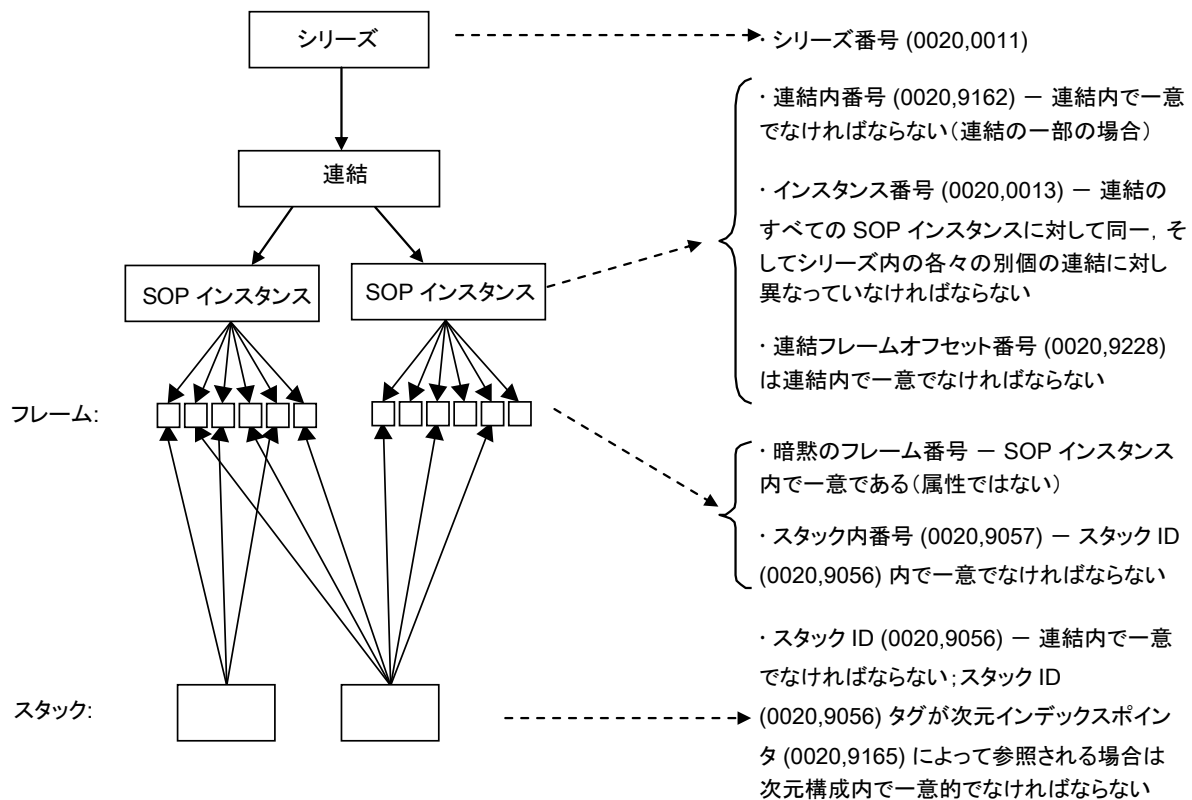 シリーズ
・シリーズ番号 (0020,0011)
連結
・連結内番号 (0020,9162) － 連結内で一意
でなければならない（連結の一部の場合）
・インスタンス番号 (0020,0013) － 連結の
すべての SOP インスタンスに対して同一，そ
してシリーズ内の各々の別個の連結に対し
異なっていなければならない
・連結フレームオフセット番号 (0020,9228)
は連結内で一意でなければならない
SOP インスタンス
SOP インスタンス
フレーム:
・暗黙のフレーム番号 － SOP インスタンス
内で一意である（属性ではない）
・スタック内番号 (0020,9057) － スタック ID
(0020,9056) 内で一意でなければならない
スタック:
・スタック ID (0020,9056) － 連結内で一意
でなければならない；スタック ID
(0020,9056) タグが次元インデックスポイン
タ (0020,9165) によって参照される場合は
次元構成内で一意的でなければならない